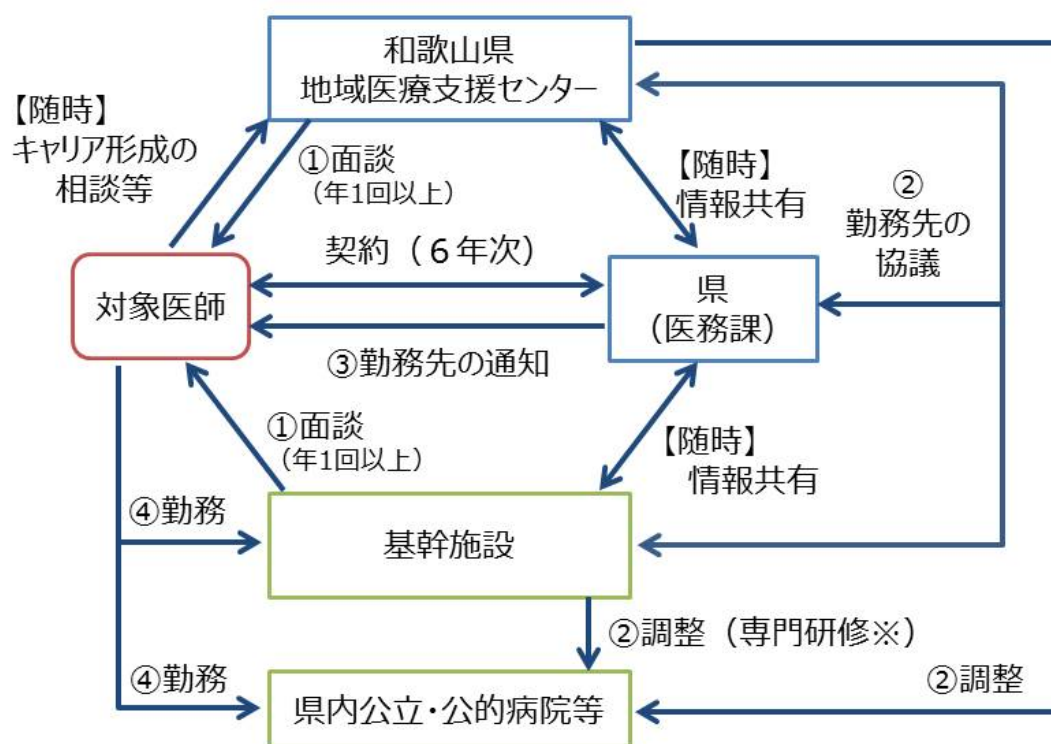 和歌山県
地域医療支援センター
【随時】
キャリア形成の
相談等
①面談
（年1回以上）
【随時】
情報共有
②
勤務先の
協議
契約（６年次）
対象医師
県
（医務課）
③勤務先の通知
①面談
（年1回以上）
【随時】
情報共有
④勤務
基幹施設
②調整（専門研修※）
④勤務
県内公立・公的病院等
②調整